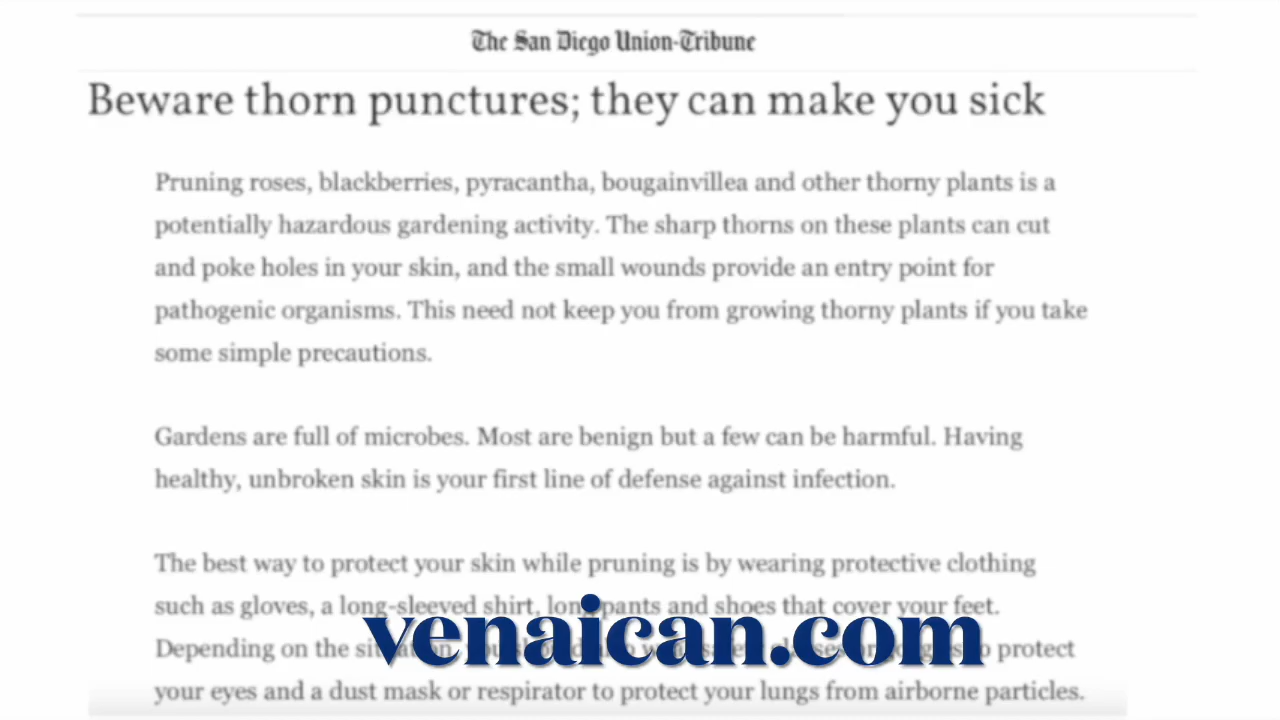 The San Diego Union-Tribune
Beware thorn punctures; they can make you sick
Pruning roses, blackberries, pyracantha, bougainvillea and other thorny plants is a
potentially hazardous gardening activity. The sharp thorns on these plants can cut
and poke holes in your skin, and the small wounds provide an entry point for
pathogenic organisms. This need not keep you from growing thorny plants if you take
some simple precautions.
Gardens are full of microbes. Most are benign but a few can be harmful. Having
healthy, unbroken skin is your first line of defense against infection.
The best way to protect your skin while pruning is by wearing protective clothing
such as gloves, a long-sleeved shirt, long pants and shoes that cover your feet.
Depending on the protect
venaican.com
your eyes and a dust mask or respirator to protect your lungs from airborne particles.